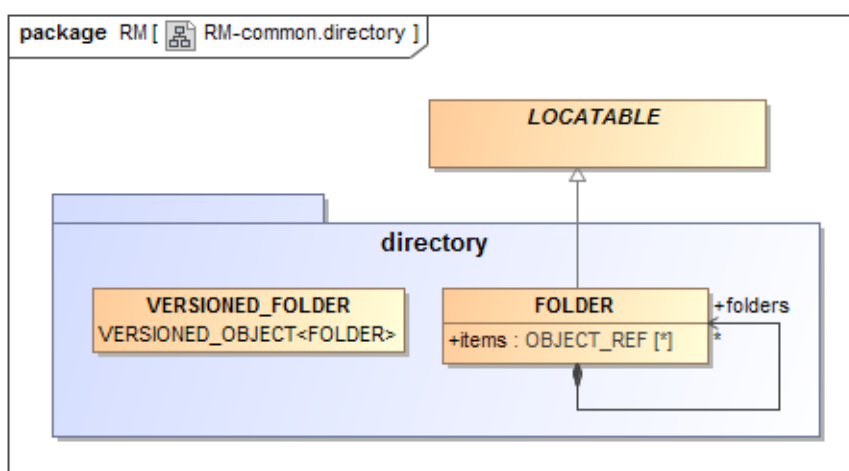 package RM [ RM-common.directory ]
LOCATABLE
directory
VERSIONED_FOLDER
VERSIONED_OBJECT<FOLDER>
FOLDER
+items : OBJECT_REF [*]
+folders
*